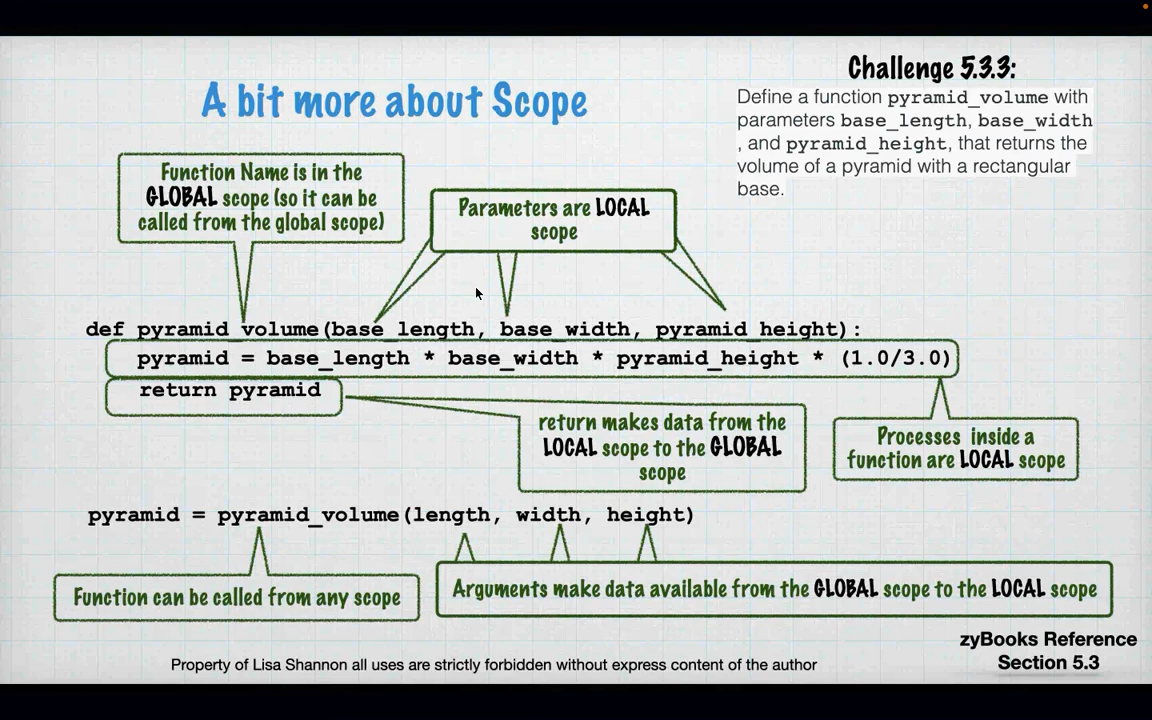 A bit more about Scope
Challenge 5.3.3:
Define a function pyramid_volume with
parameters base_length, base_width
, and pyramid_height, that returns the
volume of a pyramid with a rectangular
base.
Function Name is in the
GLOBAL scope (so it can be
called from the global scope)
Parameters are LOCAL
scope
def pyramid_volume(base_length, base_width, pyramid_height):
pyramid = base_length * base_width * pyramid_height * (1.0/3.0)
return pyramid
return makes data from the
LOCAL scope to the GLOBAL
scope
Processes inside a
function are LOCAL scope
pyramid = pyramid_volume(length, width, height)
Function can be called from any scope
Arguments make data available from the GLOBAL scope to the LOCAL scope
zyBooks Reference
Section 5.3
Property of Lisa Shannon all uses are strictly forbidden without express content of the author